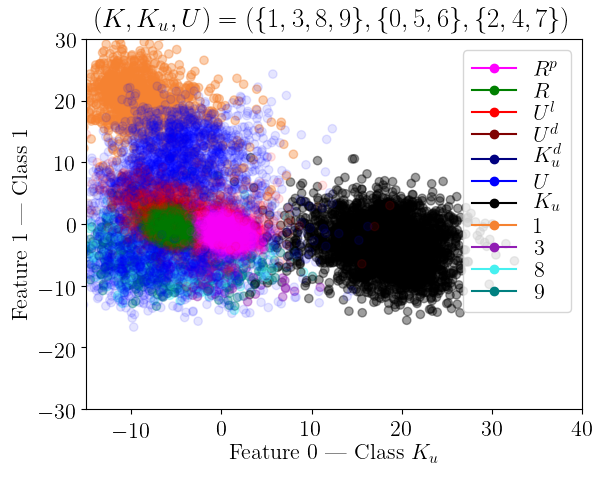 (K, K_u, U) = ({1, 3, 8, 9}, {0, 5, 6}, {2, 4, 7})
30
20
10
0
−10
−20
−30
−10
0
10
20
30
40
Feature 1 — Class 1
Feature 0 — Class K_u
R^p
R
U^l
U^d
K_u^d
U
K_u
1
3
8
9